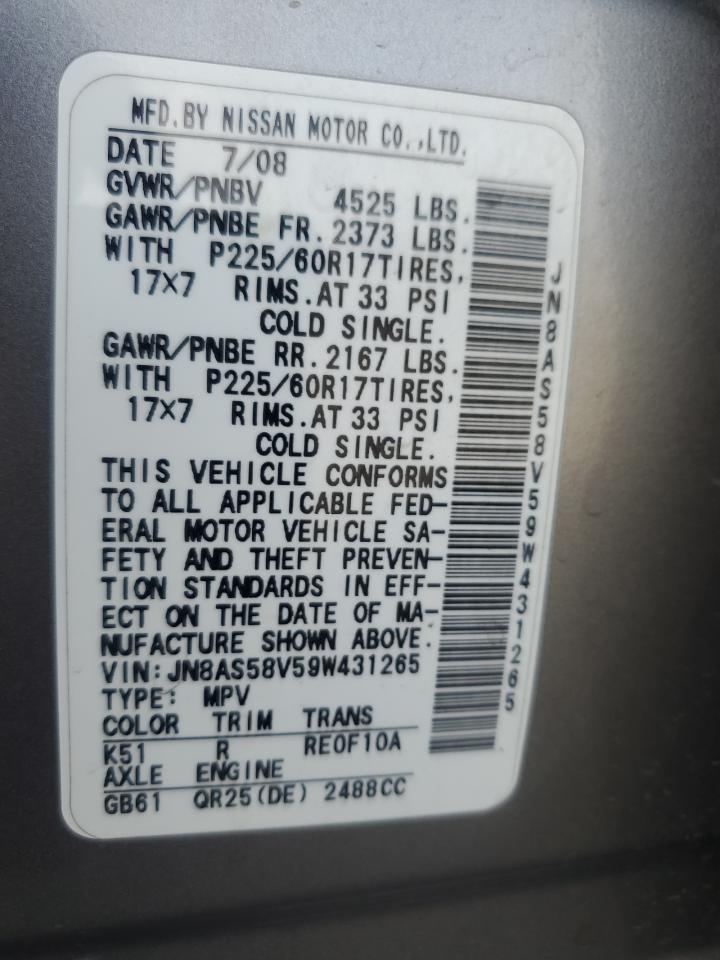 MFD.BY NISSAN MOTOR CO.,LTD.
DATE 7/08
GVWR/PNBV 4525 LBS.
GAWR/PNBE FR. 2373 LBS.
WITH P225/60R17TIRES,
17X7 RIMS.AT 33 PSI
COLD SINGLE.
GAWR/PNBE RR. 2167 LBS.
WITH P225/60R17TIRES,
17X7 RIMS.AT 33 PSI
COLD SINGLE.
THIS VEHICLE CONFORMS
TO ALL APPLICABLE FED-
ERAL MOTOR VEHICLE SA-
FETY AND THEFT PREVEN-
TION STANDARDS IN EFF-
ECT ON THE DATE OF MA-
NUFACTURE SHOWN ABOVE.
VIN:JN8AS58V59W431265
TYPE: MPV
COLOR TRIM TRANS
K51 R RE0F10A
AXLE ENGINE
GB61 QR25(DE) 2488CC
JN8AS58V59W431265